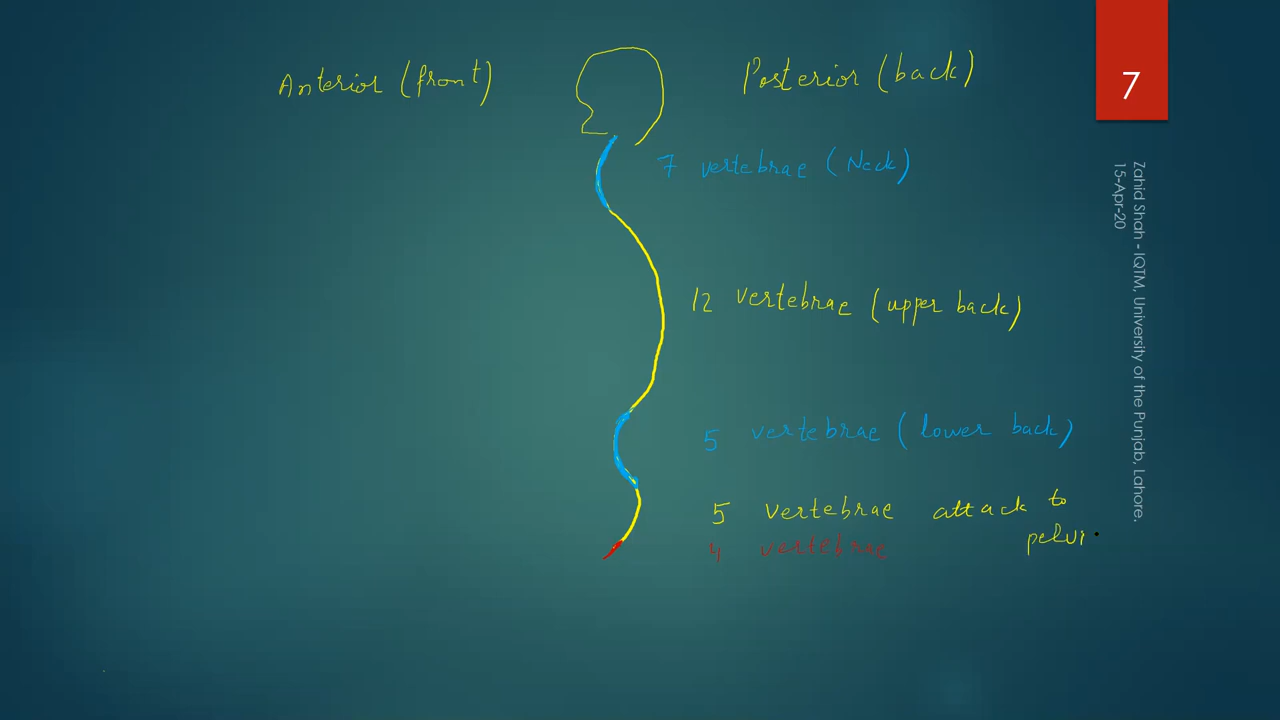 Anterior (front)
Posterior (back)
7
7 vertebrae (Neck)
12 vertebrae (upper back)
5 vertebrae (lower back)
5 vertebrae attack to
pelvi
4 vertebrae
Zahid Shah - IQTM, University of the Punjab, Lahore.
15-Apr-20